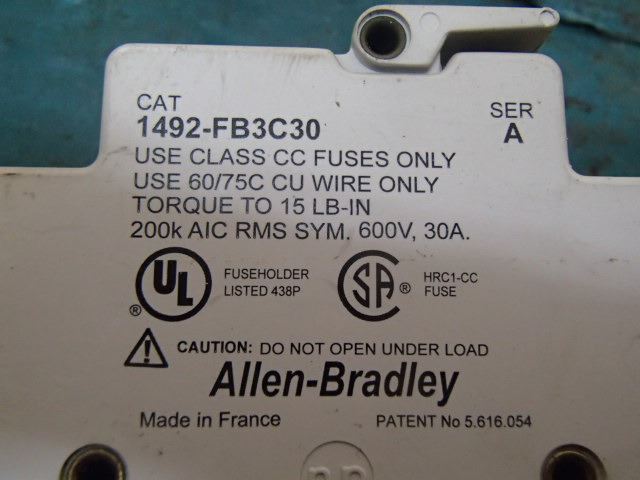 CAT
1492-FB3C30
SER
A
USE CLASS CC FUSES ONLY
USE 60/75C CU WIRE ONLY
TORQUE TO 15 LB-IN
200k AIC RMS SYM. 600V, 30A.
UL ®
FUSEHOLDER
LISTED 438P
SA ®
HRC1-CC
FUSE
CAUTION: DO NOT OPEN UNDER LOAD
Allen-Bradley
Made in France
PATENT No 5.616.054